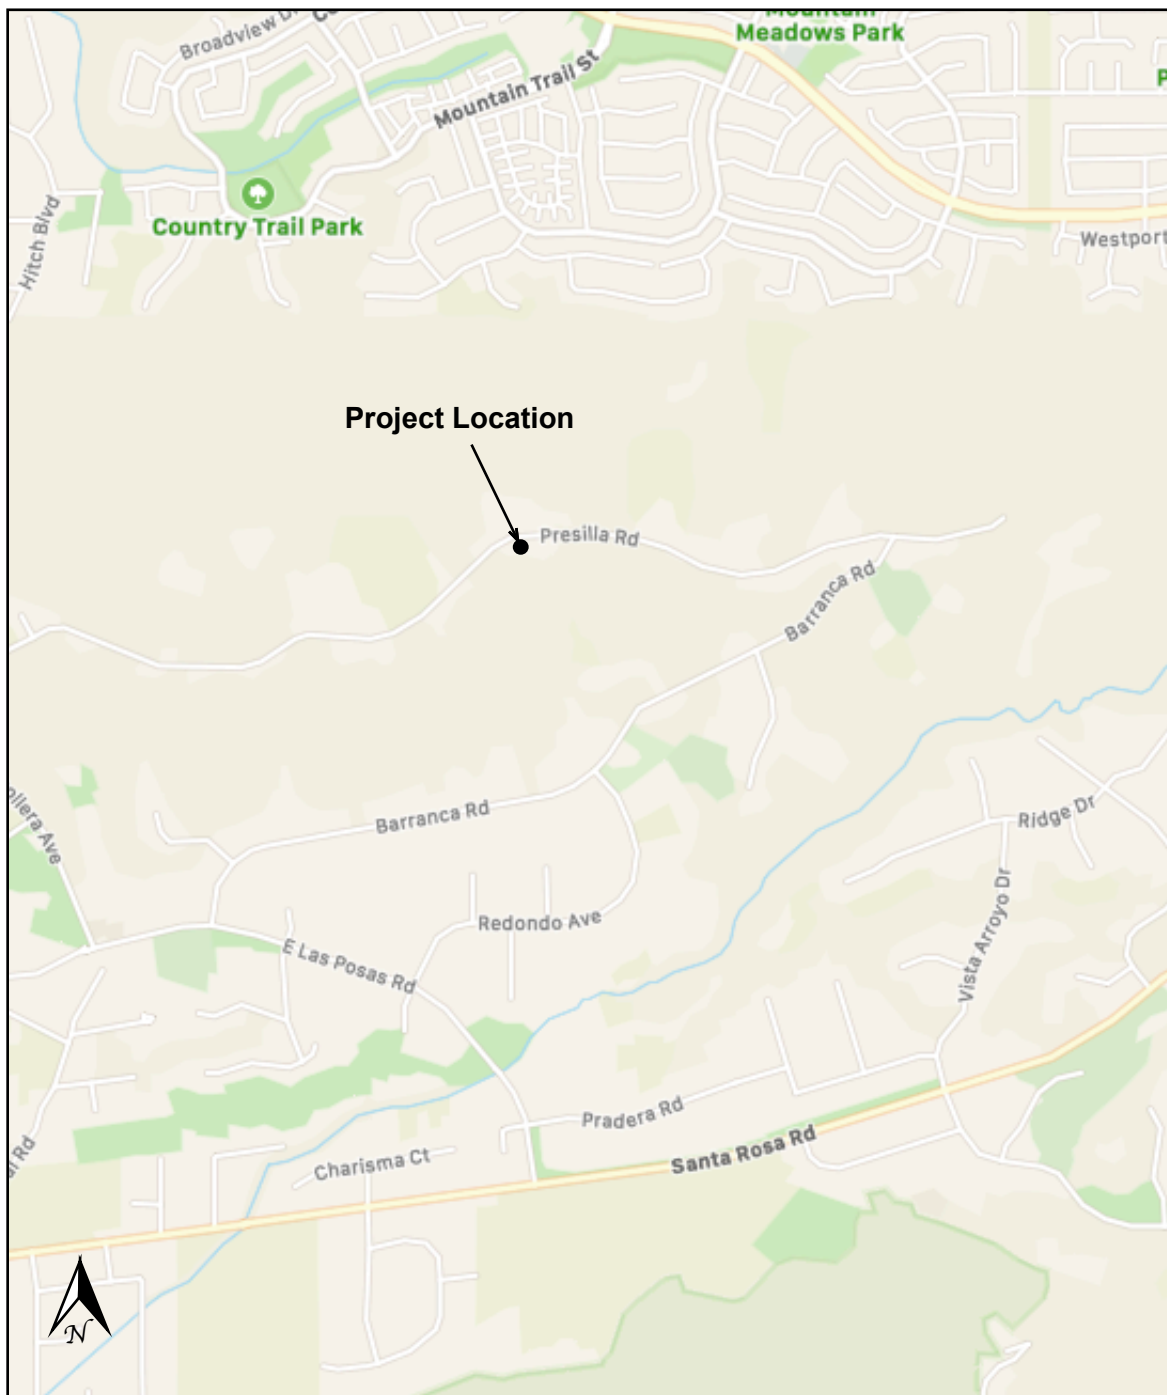 Broadview Dr
Mountain
Meadows Park
Mountain Trail St
Country Trail Park
Hitch Blvd
Westport
Project Location
Presilla Rd
Barranca Rd
Barranca Rd
Ridge Dr
Redondo Ave
Vista Arroyo Dr
E Las Posas Rd
Pradera Rd
Santa Rosa Rd
Charisma Ct
N